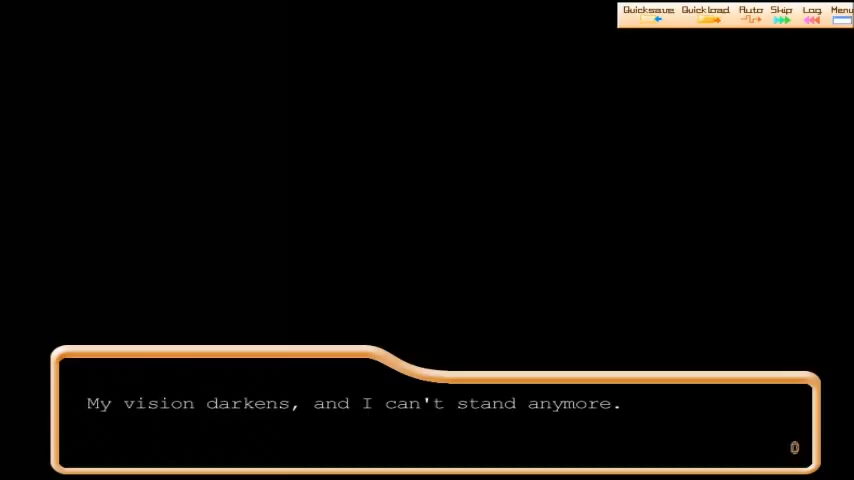 Quicksave Quickload Auto Skip Log Menu
My vision darkens, and I can't stand anymore.